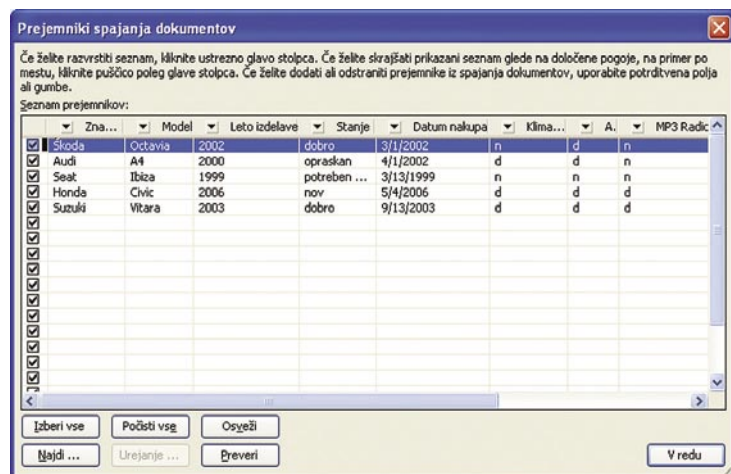 Prejemniki spajanja dokumentov
Če želite razvrstiti seznam, kliknite ustrezno glavo stolpca. Če želite skrajšati prikazani seznam glede na določene pogoje, na primer po
mestu, kliknite puščico poleg glave stolpca. Če želite dodati ali odstraniti prejemnike iz spajanja dokumentov, uporabite potrditvena polja
ali gumbe.
Seznam prejemnikov:
Zna... Model Leto izdelave Stanje Datum nakupa Klima... A. MP3 Radio
Škoda Octavia 2002 dobro 3/1/2002 n d n
Audi A4 2000 opraskan 4/1/2002 d d n
Seat Ibiza 1999 potreben ... 3/13/1999 n n n
Honda Civic 2006 nov 5/4/2006 d d d
Suzuki Vitara 2003 dobro 9/13/2003 d d d
Izberi vse Počisti vse Osveži
Najdi ... Urejanje ... Preveri V redu